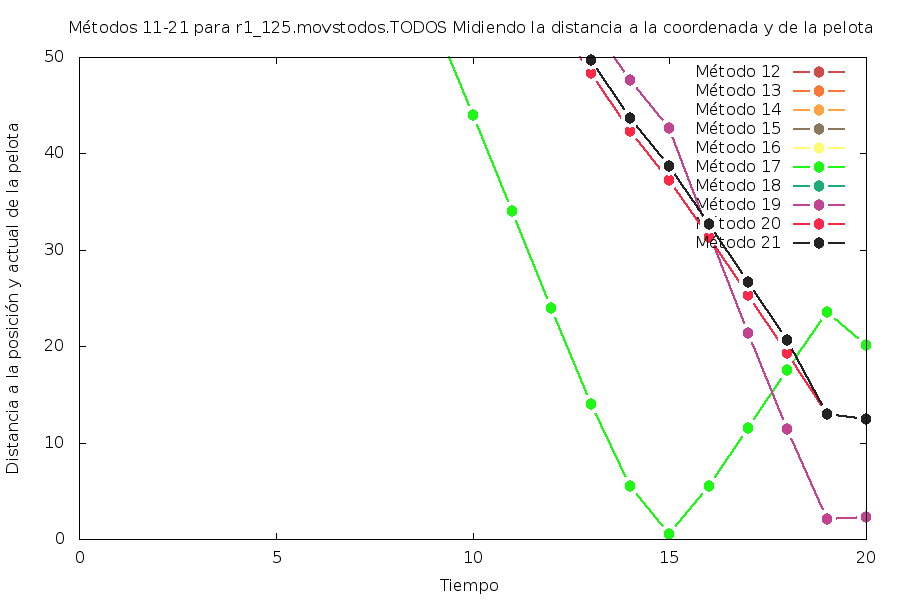 Métodos 11-21 para r1_125.movstodos.TODOS Midiendo la distancia a la coordenada y de la pelota
Distancia a la posición y actual de la pelota
50
40
30
20
10
0
0
5
10
15
20
Tiempo
Método 12
Método 13
Método 14
Método 15
Método 16
Método 17
Método 18
Método 19
Método 20
Método 21